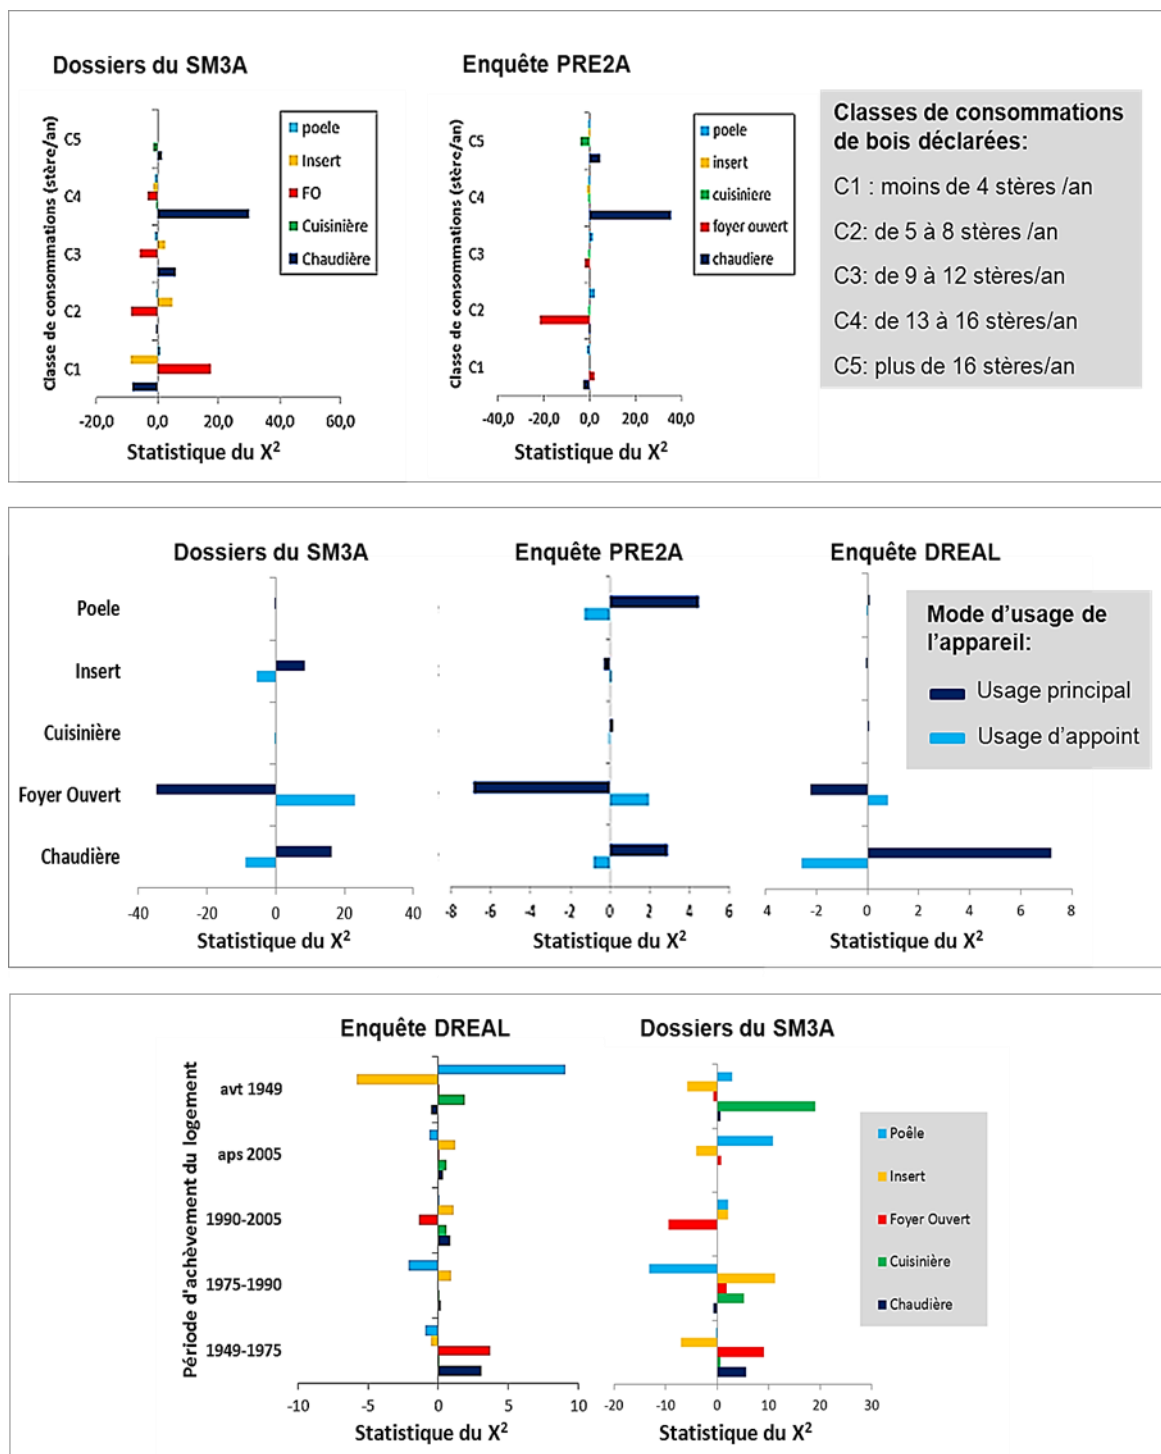 Dossiers du SM3A
Classe de consommations (stère/an)
C5
C4
C3
C2
C1
-20,0 0,0 20,0 40,0 60,0
Statistique du X²
poele
Insert
FO
Cuisinière
Chaudière
Enquête PRE2A
Classe de consommations (stère/an)
C5
C4
C3
C2
C1
-40,0 -20,0 0,0 20,0 40,0
Statistique du X²
poele
insert
cuisiniere
foyer ouvert
chaudiere
Classes de consommations
de bois déclarées:
C1 : moins de 4 stères /an
C2: de 5 à 8 stères /an
C3: de 9 à 12 stères/an
C4: de 13 à 16 stères/an
C5: plus de 16 stères/an
Dossiers du SM3A
Poele
Insert
Cuisinière
Foyer Ouvert
Chaudière
-40 -20 0 20 40
Statistique du X²
Enquête PRE2A
-8 -6 -4 -2 0 2 4 6
Statistique du X²
Enquête DREAL
4 -2 0 2 4 6 8
Statistique du X²
Mode d'usage de
l'appareil:
Usage principal
Usage d'appoint
Enquête DREAL
Période d'achèvement du logement
avt 1949
aps 2005
1990-2005
1975-1990
1949-1975
-10 -5 0 5 10
Statistique du X²
Dossiers du SM3A
-20 -10 0 10 20 30
Statistique du X²
Poêle
Insert
Foyer Ouvert
Cuisinière
Chaudière